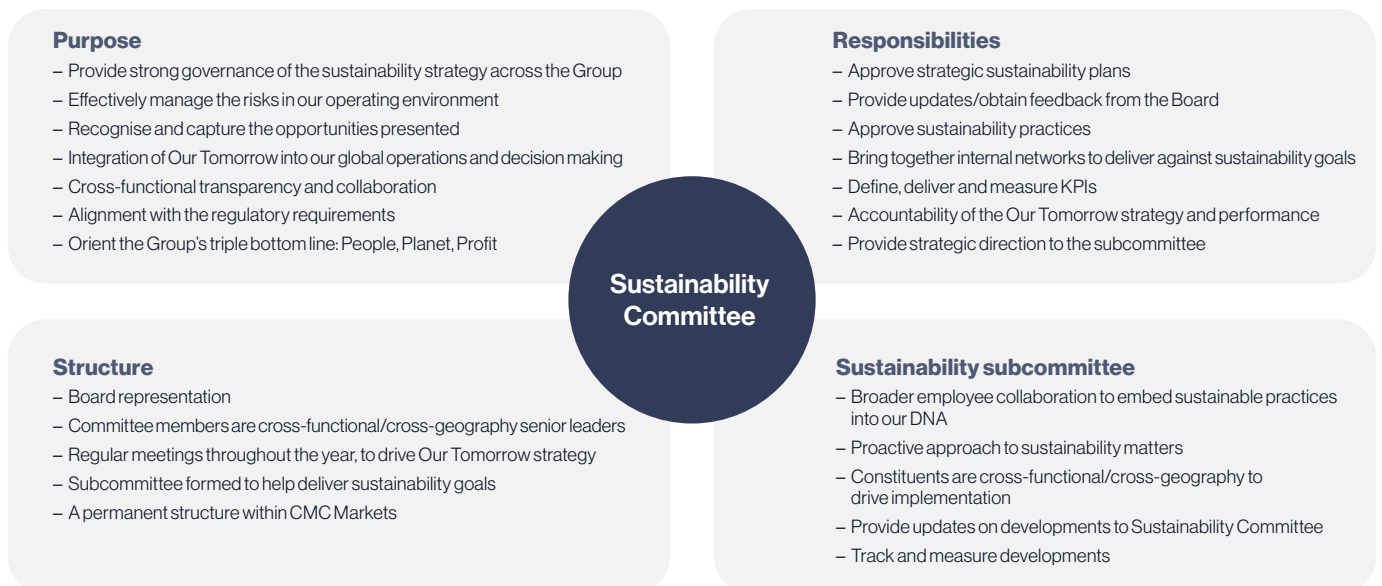 Purpose
– Provide strong governance of the sustainability strategy across the Group
– Effectively manage the risks in our operating environment
– Recognise and capture the opportunities presented
– Integration of Our Tomorrow into our global operations and decision making
– Cross-functional transparency and collaboration
– Alignment with the regulatory requirements
– Orient the Group's triple bottom line: People, Planet, Profit
Responsibilities
– Approve strategic sustainability plans
– Provide updates/obtain feedback from the Board
– Approve sustainability practices
– Bring together internal networks to deliver against sustainability goals
– Define, deliver and measure KPIs
– Accountability of the Our Tomorrow strategy and performance
– Provide strategic direction to the subcommittee
Sustainability
Committee
Structure
– Board representation
– Committee members are cross-functional/cross-geography senior leaders
– Regular meetings throughout the year, to drive Our Tomorrow strategy
– Subcommittee formed to help deliver sustainability goals
– A permanent structure within CMC Markets
Sustainability subcommittee
– Broader employee collaboration to embed sustainable practices
into our DNA
– Proactive approach to sustainability matters
– Constituents are cross-functional/cross-geography to
drive implementation
– Provide updates on developments to Sustainability Committee
– Track and measure developments